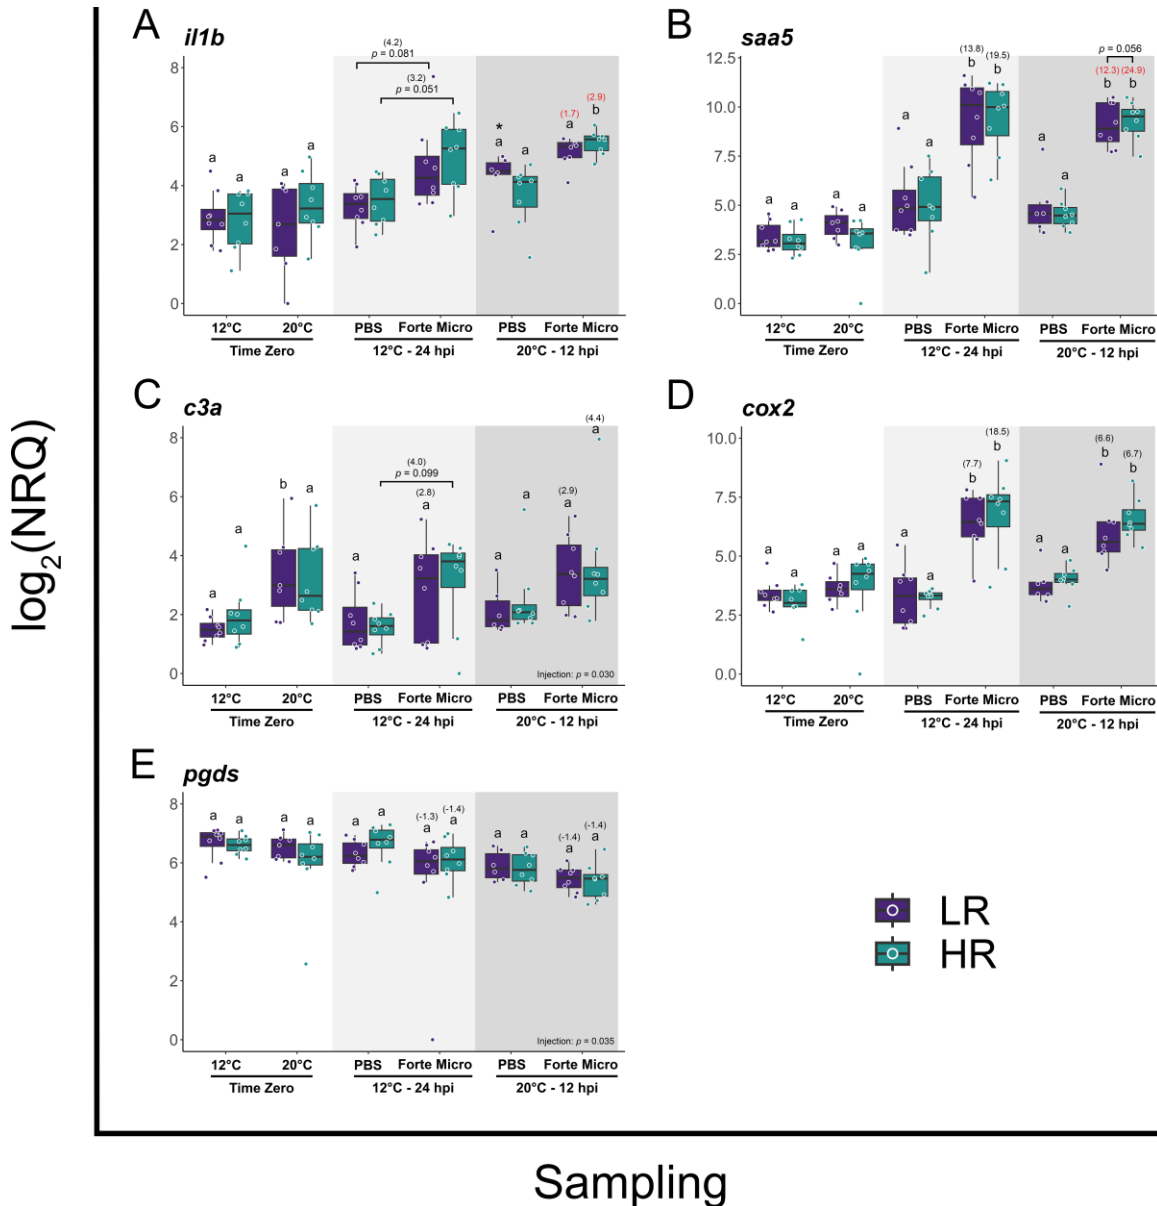 A il1b
(4.2)
p = 0.081
(3.2)
p = 0.051
(2.9)
(1.7)
*
a a a a a a a b
8
6
4
2
0
12°C 20°C PBS Forte Micro PBS Forte Micro
Time Zero 12°C - 24 hpi 20°C - 12 hpi
B saa5
(13.8) (19.5)
p = 0.056
(12.3) (24.9)
a a a a a a b b a a b b
12.5
10.0
7.5
5.0
2.5
0.0
12°C 20°C PBS Forte Micro PBS Forte Micro
Time Zero 12°C - 24 hpi 20°C - 12 hpi
C c3a
(4.0)
p = 0.099
(2.8)
(2.9)
(4.4)
a a b a a a a a a a
8
6
4
2
0
Injection: p = 0.030
12°C 20°C PBS Forte Micro PBS Forte Micro
Time Zero 12°C - 24 hpi 20°C - 12 hpi
D cox2
(7.7) (18.5)
(6.6) (6.7)
a a a a a a b b a a b b
10.0
7.5
5.0
2.5
0.0
12°C 20°C PBS Forte Micro PBS Forte Micro
Time Zero 12°C - 24 hpi 20°C - 12 hpi
E pgds
(-1.3) (-1.4)
(-1.4) (-1.4)
a a a a a a a a a a a a
8
6
4
2
0
Injection: p = 0.035
12°C 20°C PBS Forte Micro PBS Forte Micro
Time Zero 12°C - 24 hpi 20°C - 12 hpi
LR
HR
log2(NRQ)
Sampling